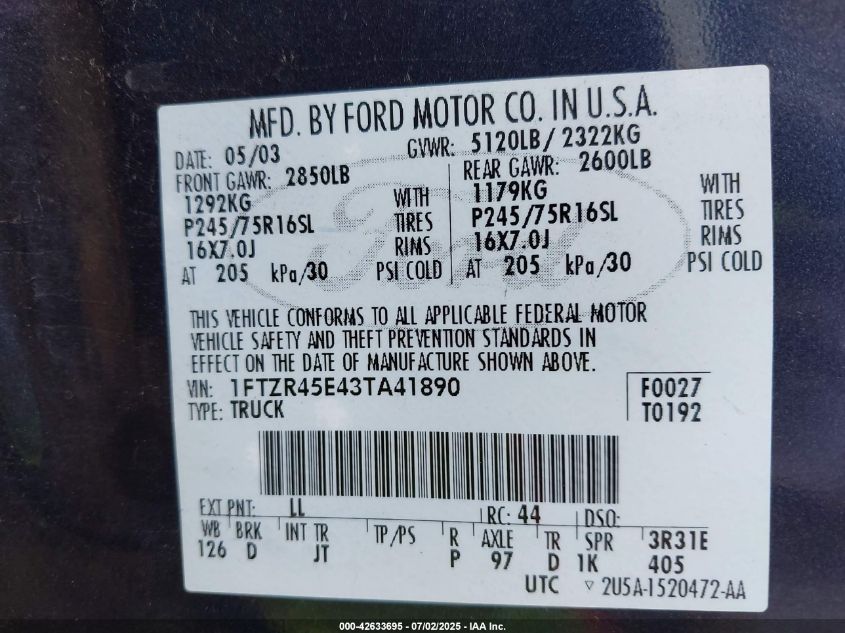 MFD. BY FORD MOTOR CO. IN U.S.A.
DATE: 05/03 GVWR: 5120LB/ 2322KG
FRONT GAWR: 2850LB REAR GAWR: 2600LB
1292KG WITH 1179KG WITH
P245/75R16SL TIRES P245/75R16SL TIRES
16X7.0J RIMS 16X7.0J RIMS
AT 205 kPa/30 PSI COLD AT 205 kPa/30 PSI COLD
Ford
THIS VEHICLE CONFORMS TO ALL APPLICABLE FEDERAL MOTOR
VEHICLE SAFETY AND THEFT PREVENTION STANDARDS IN
EFFECT ON THE DATE OF MANUFACTURE SHOWN ABOVE.
VIN: 1FTZR45E43TA41890 F0027
TYPE: TRUCK T0192
EXT PNT: LL RC: 44 DSO:
WB BRK INT TR TP/PS R AXLE TR SPR 3R31E
126 D JT P 97 D 1K 405
UTC ▽ 2U5A-1520472-AA
000-42633695 - 07/02/2025 - IAA Inc.